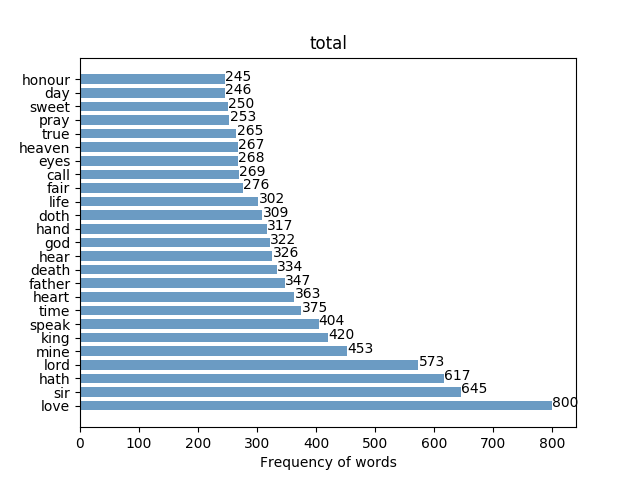 total
honour 245
day 246
sweet 250
pray 253
true 265
heaven 267
eyes 268
call 269
fair 276
life 302
doth 309
hand 317
god 322
hear 326
death 334
father 347
heart 363
time 375
speak 404
king 420
mine 453
lord 573
hath 617
sir 645
love 800
0 100 200 300 400 500 600 700 800
Frequency of words